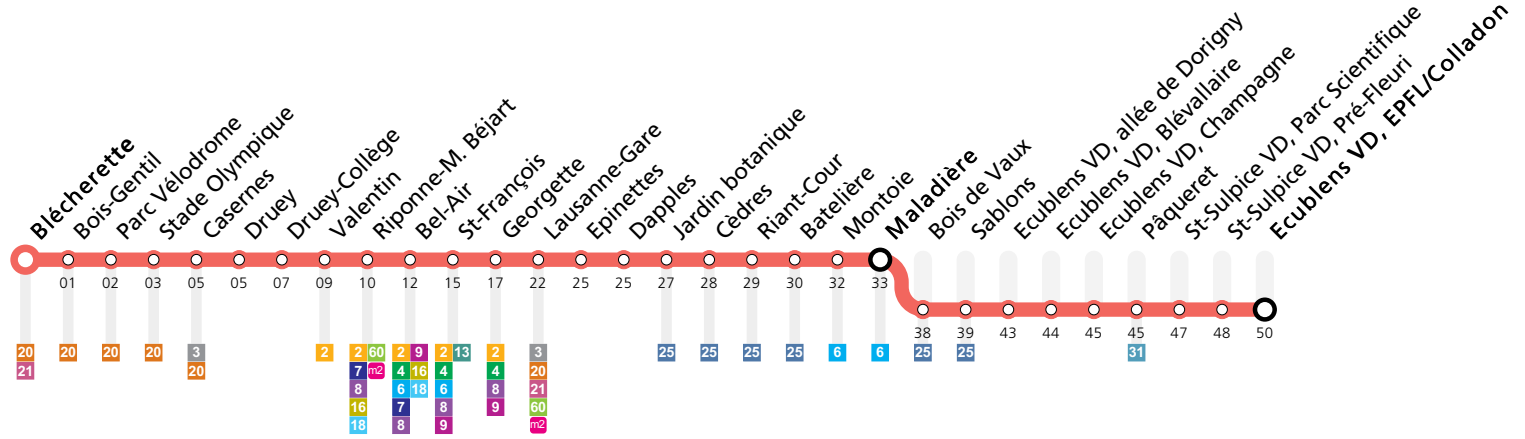 Blécherette
Bois-Gentil
Parc Vélodrome
Stade Olympique
Casernes
Druey
Druey-Collège
Valentin
Riponne-M. Béjart
Bel-Air
St-François
Georgette
Lausanne-Gare
Epinettes
Dapples
Jardin botanique
Cèdres
Riant-Cour
Batelière
Montoie
Maladière
Bois de Vaux
Sablons
Ecublens VD, allée de Dorigny
Ecublens VD, Blévallaire
Ecublens VD, Champagne
Pâqueret
St-Sulpice VD, Parc Scientifique
St-Sulpice VD, Pré-Fleuri
Ecublens VD, EPFL/Colladon
01 02 03 05 05 07 09 10 12 15 17 22 25 25 27 28 29 30 32 33
38 39 43 44 45 45 47 48 50
20 20 20 20 3 2 2 60 2 9 2 13 2 3 25 25 25 25 6 6 25 25 31
21 20 7 m2 4 16 4 4 20
8 6 18 6 8 21
16 7 8 9 60
18 8 9 m2